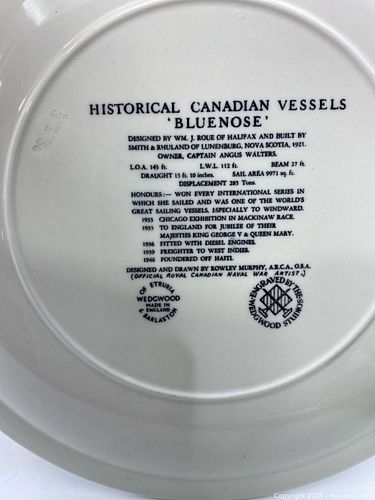 HISTORICAL CANADIAN VESSELS
'BLUENOSE'
DESIGNED BY WM. J. ROUE OF HALIFAX AND BUILT BY
SMITH & RHULAND OF LUNENBURG, NOVA SCOTIA, 1921.
OWNER, CAPTAIN ANGUS WALTERS.
L.O.A. 143 ft. L.W.L. 112 ft. BEAM 27 ft.
DRAUGHT 15 ft. 10 inches. SAIL AREA 9971 sq. ft.
DISPLACEMENT 285 Tons.
HONOURS:— WON EVERY INTERNATIONAL SERIES IN
WHICH SHE SAILED AND WAS ONE OF THE WORLD'S
GREAT SAILING VESSELS, ESPECIALLY TO WINDWARD.
1933 CHICAGO EXHIBITION IN MACKINAW RACE.
1935 TO ENGLAND FOR JUBILEE OF THEIR
MAJESTIES KING GEORGE V & QUEEN MARY.
1936 FITTED WITH DIESEL ENGINES.
1939 FREIGHTER TO WEST INDIES.
1946 FOUNDERED OFF HAITI.
DESIGNED AND DRAWN BY ROWLEY MURPHY, A.R.C.A., O.S.A.
(OFFICIAL ROYAL CANADIAN NAVAL WAR ARTIST.)
OF ETRURIA
WEDGWOOD
MADE IN
ENGLAND
& BARLASTON
ENGRAVED BY THE
WEDGWOOD STUDIO